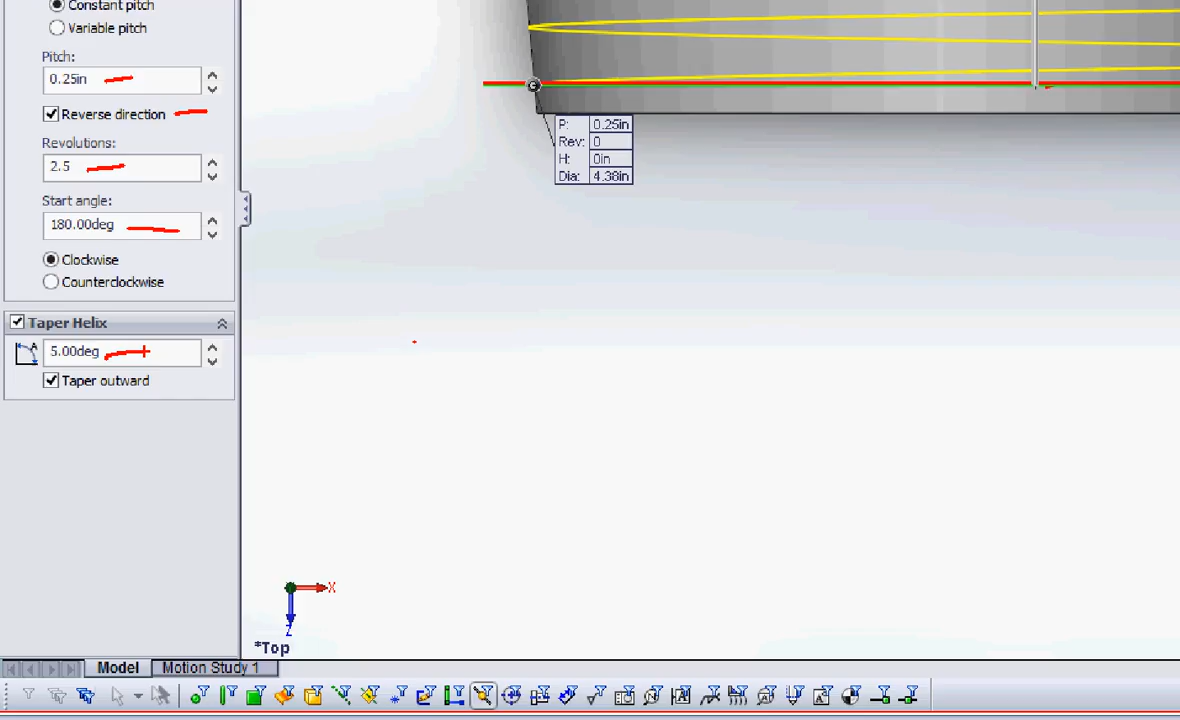 Constant pitch
Variable pitch
Pitch:
0.25in
Reverse direction
Revolutions:
2.5
Start angle:
180.00deg
Clockwise
Counterclockwise
Taper Helix
A
5.00deg
Taper outward
P: 0.25in
Rev: 0
H: 0in
Dia: 4.38in
X
Z
*Top
Model Motion Study 1